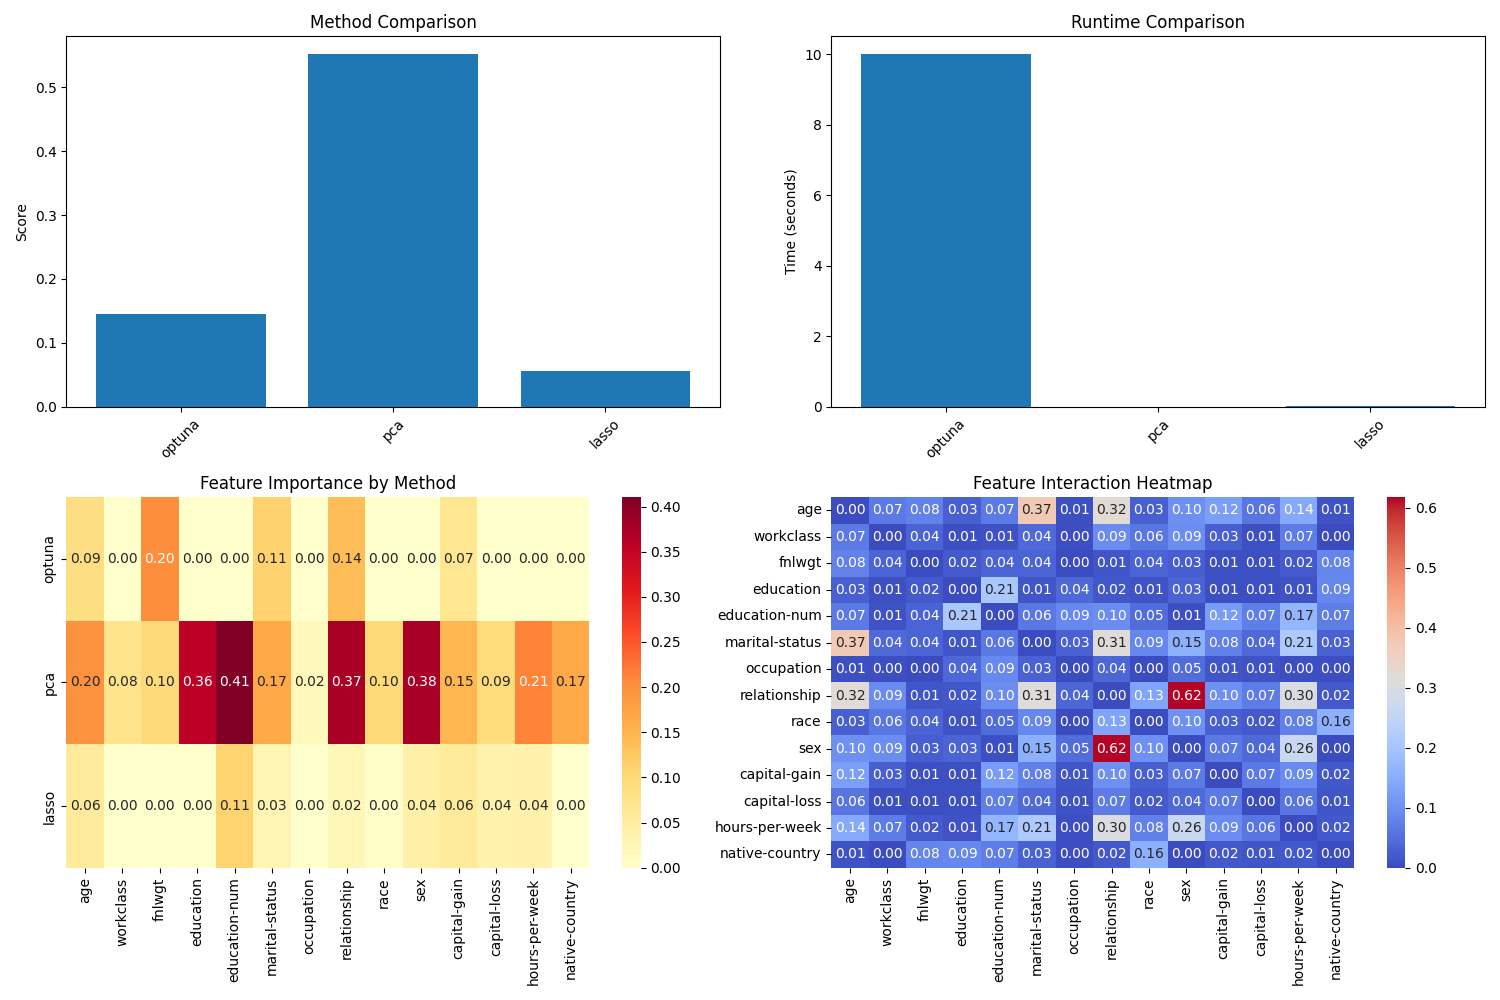 Method Comparison
Score
0.5
0.4
0.3
0.2
0.1
0.0
optuna pca lasso
Runtime Comparison
Time (seconds)
10
8
6
4
2
0
optuna pca lasso
Feature Importance by Method
optuna 0.09 0.00 0.20 0.00 0.00 0.11 0.00 0.14 0.00 0.00 0.07 0.00 0.00 0.00
pca 0.20 0.08 0.10 0.36 0.41 0.17 0.02 0.37 0.10 0.38 0.15 0.09 0.21 0.17
lasso 0.06 0.00 0.00 0.00 0.11 0.03 0.00 0.02 0.00 0.04 0.06 0.04 0.04 0.00
age workclass fnlwgt education education-num marital-status occupation relationship race sex capital-gain capital-loss hours-per-week native-country
0.40
0.35
0.30
0.25
0.20
0.15
0.10
0.05
0.00
Feature Interaction Heatmap
age 0.00 0.07 0.08 0.03 0.07 0.37 0.01 0.32 0.03 0.10 0.12 0.06 0.14 0.01
workclass 0.07 0.00 0.04 0.01 0.01 0.04 0.00 0.09 0.06 0.09 0.03 0.01 0.07 0.00
fnlwgt 0.08 0.04 0.00 0.02 0.04 0.04 0.00 0.01 0.04 0.03 0.01 0.01 0.02 0.08
education 0.03 0.01 0.02 0.00 0.21 0.01 0.04 0.02 0.01 0.03 0.01 0.01 0.01 0.09
education-num 0.07 0.01 0.04 0.21 0.00 0.06 0.09 0.10 0.05 0.01 0.12 0.07 0.17 0.07
marital-status 0.37 0.04 0.04 0.01 0.06 0.00 0.03 0.31 0.09 0.15 0.08 0.04 0.21 0.03
occupation 0.01 0.00 0.00 0.04 0.09 0.03 0.00 0.04 0.00 0.05 0.01 0.01 0.00 0.00
relationship 0.32 0.09 0.01 0.02 0.10 0.31 0.04 0.00 0.13 0.62 0.10 0.07 0.30 0.02
race 0.03 0.06 0.04 0.01 0.05 0.09 0.00 0.13 0.00 0.10 0.03 0.02 0.08 0.16
sex 0.10 0.09 0.03 0.03 0.01 0.15 0.05 0.62 0.10 0.00 0.07 0.04 0.26 0.00
capital-gain 0.12 0.03 0.01 0.01 0.12 0.08 0.01 0.10 0.03 0.07 0.00 0.07 0.09 0.02
capital-loss 0.06 0.01 0.01 0.01 0.07 0.04 0.01 0.07 0.02 0.04 0.07 0.00 0.06 0.01
hours-per-week 0.14 0.07 0.02 0.01 0.17 0.21 0.00 0.30 0.08 0.26 0.09 0.06 0.00 0.02
native-country 0.01 0.00 0.08 0.09 0.07 0.03 0.00 0.02 0.16 0.00 0.02 0.01 0.02 0.00
age workclass fnlwgt education education-num marital-status occupation relationship race sex capital-gain capital-loss hours-per-week native-country
0.6
0.5
0.4
0.3
0.2
0.1
0.0